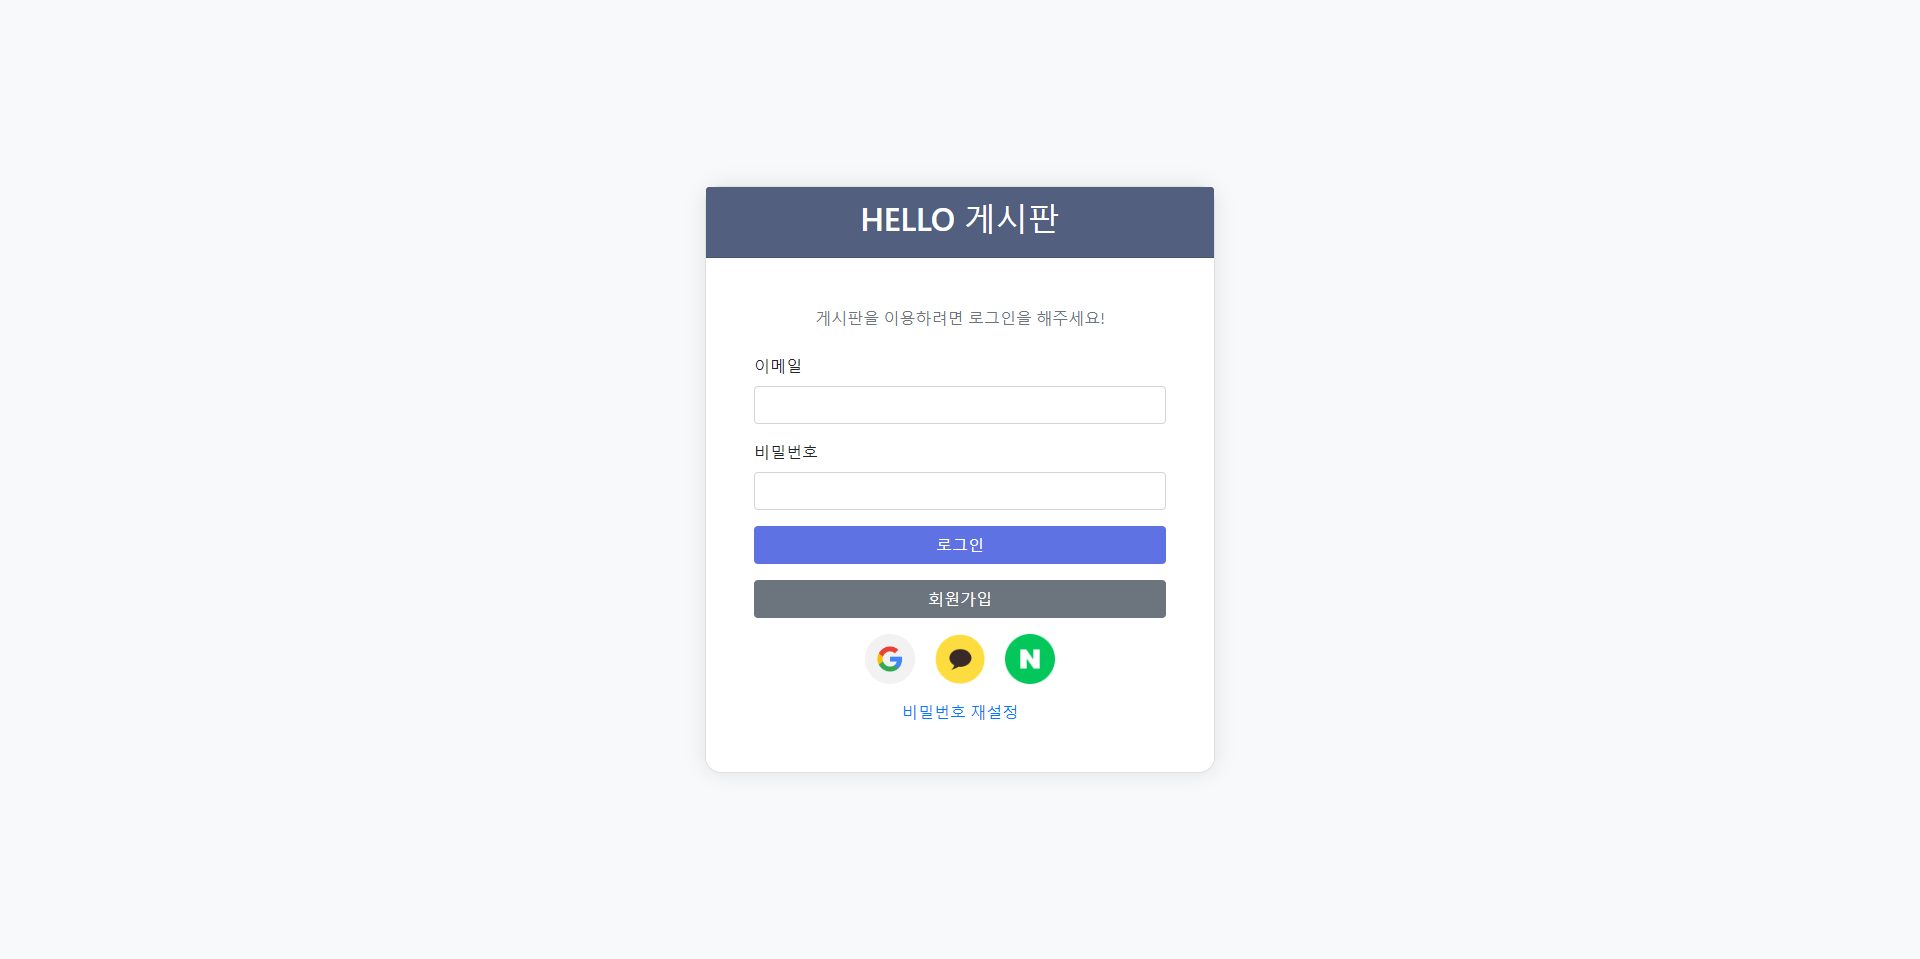 HELLO 게시판
게시판을 이용하려면 로그인을 해주세요!
이메일
비밀번호
로그인
회원가입
G N
비밀번호 재설정